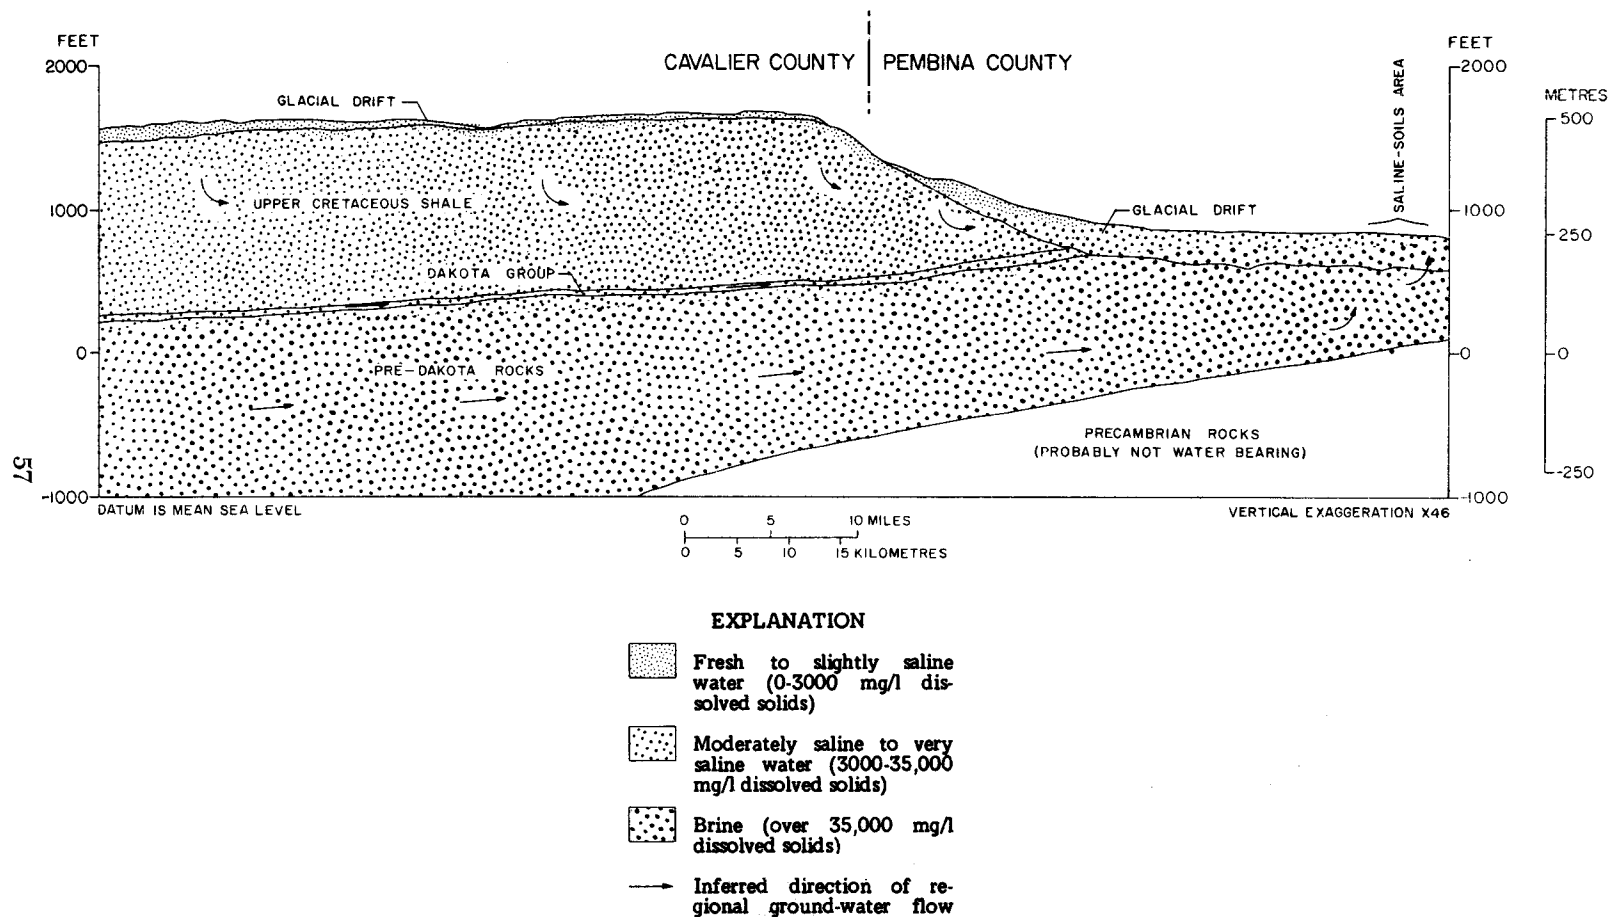 CAVALIER COUNTY
PEMBINA COUNTY
FEET
2000
1000
0
-1000
GLACIAL DRIFT
UPPER CRETACEOUS SHALE
DAKOTA GROUP
PRE-DAKOTA ROCKS
GLACIAL DRIFT
SALINE-SOILS AREA
PRECAMBRIAN ROCKS
(PROBABLY NOT WATER BEARING)
FEET
2000
1000
0
-1000
METRES
500
250
0
-250
57
DATUM IS MEAN SEA LEVEL
VERTICAL EXAGGERATION X46
0 5 10 MILES
0 5 10 15 KILOMETRES
EXPLANATION
Fresh to slightly saline
water (0-3000 mg/l dis-
solved solids)
Moderately saline to very
saline water (3000-35,000
mg/l dissolved solids)
Brine (over 35,000 mg/l
dissolved solids)
Inferred direction of re-
gional ground-water flow